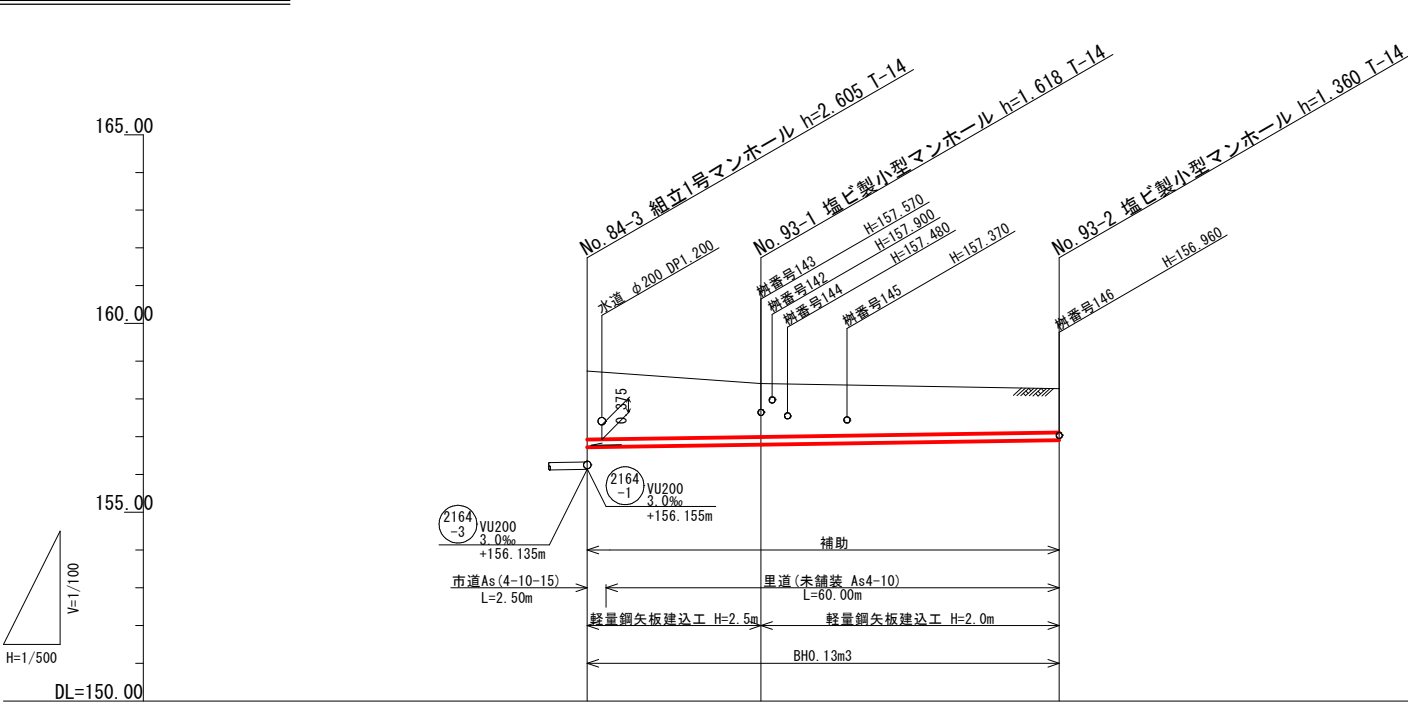 No.84-3 組立1号マンホール h=2.605 T-14
No.93-1 塩ビ製小型マンホール h=1.618 T-14
No.93-2 塩ビ製小型マンホール h=1.360 T-14
165.00
水道 φ200 DP1.200
桝番号143 H=157.570
桝番号142 H=157.900
桝番号144 H=157.480
桝番号145 H=157.370
桝番号146 H=156.960
160.00
0.375
155.00
2164
-1
VU200
3.0‰
+156.155m
2164
-3
VU200
3.0‰
+156.135m
補助
市道As(4-10-15)
L=2.50m
里道(未舗装 As4-10)
L=60.00m
軽量鋼矢板建込工 H=2.5m
軽量鋼矢板建込工 H=2.0m
BH0.13m3
V=1/100
H=1/500
DL=150.00